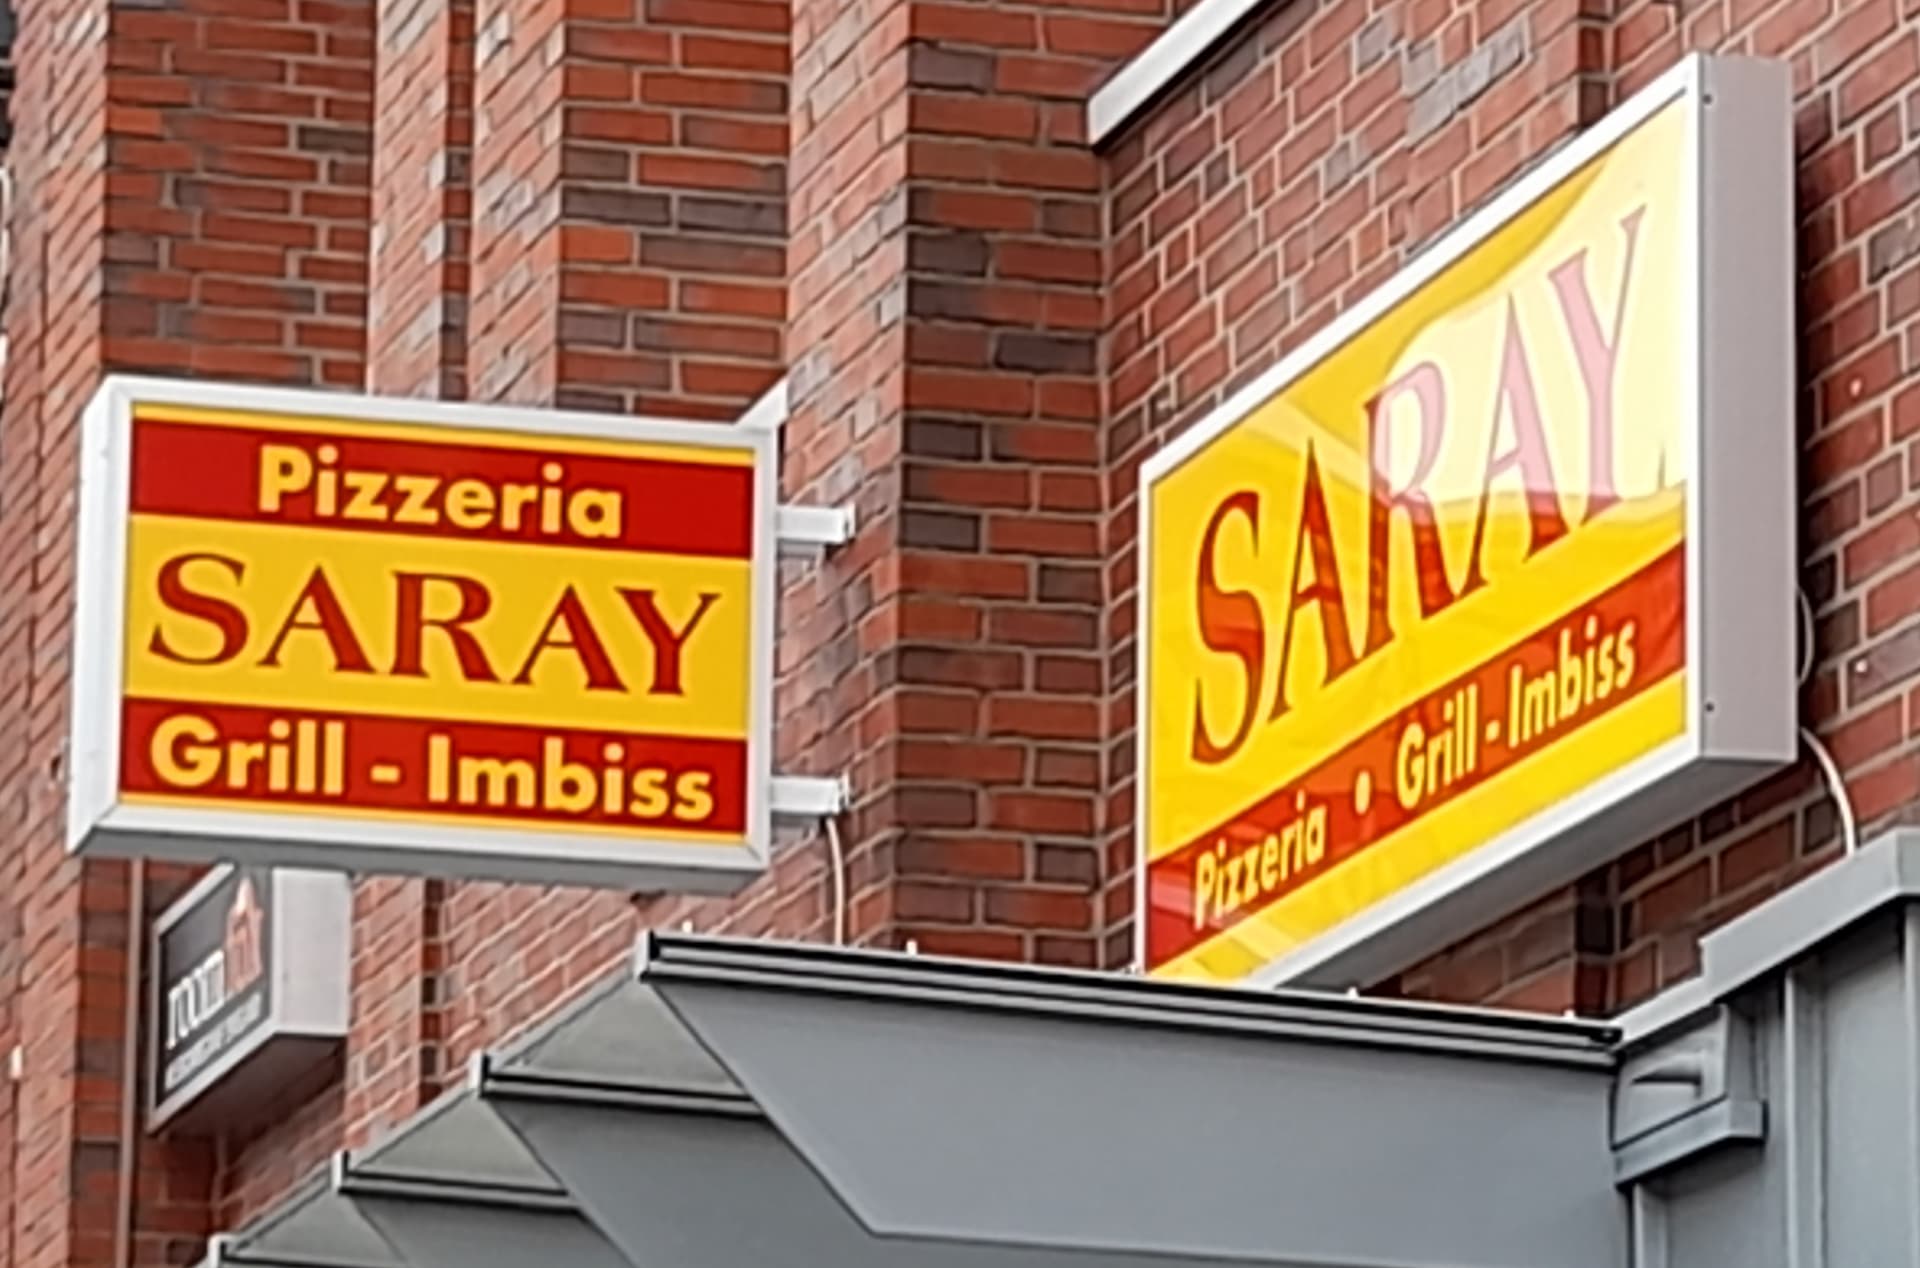 Pizzeria
SARAY
Grill - Imbiss
SARAY
Pizzeria • Grill - Imbiss